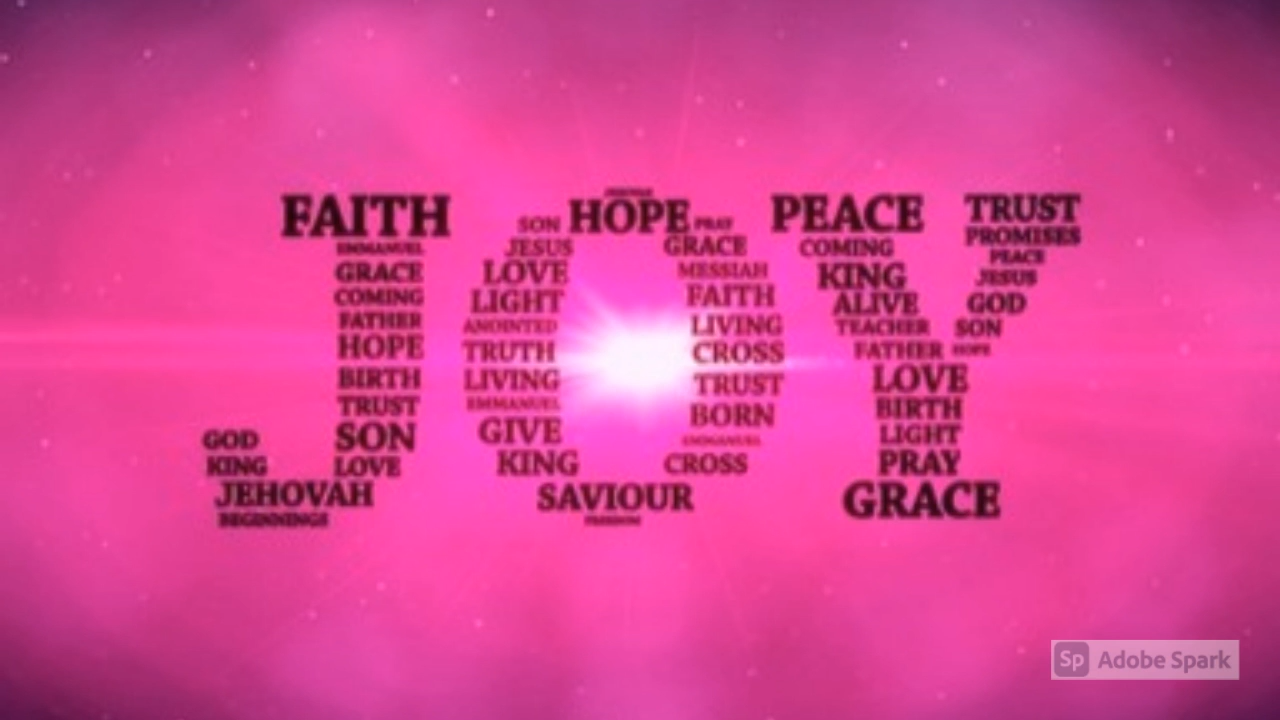 FAITH
EMMANUEL
GRACE
COMING
FATHER
HOPE
BIRTH
TRUST
SON
LOVE
GOD
KING
JEHOVAH
BEGINNINGS
HOPE
SON
PRAY
JESUS
GRACE
LOVE
MESSIAH
LIGHT
FAITH
ANOINTED
LIVING
TRUTH
CROSS
LIVING
TRUST
EMMANUEL
BORN
GIVE
EMMANUEL
KING
CROSS
SAVIOUR
FREEDOM
PEACE
TRUST
COMING
PROMISES
PEACE
KING
JESUS
ALIVE
GOD
TEACHER
SON
FATHER
HOPE
LOVE
BIRTH
LIGHT
PRAY
GRACE
Sp Adobe Spark